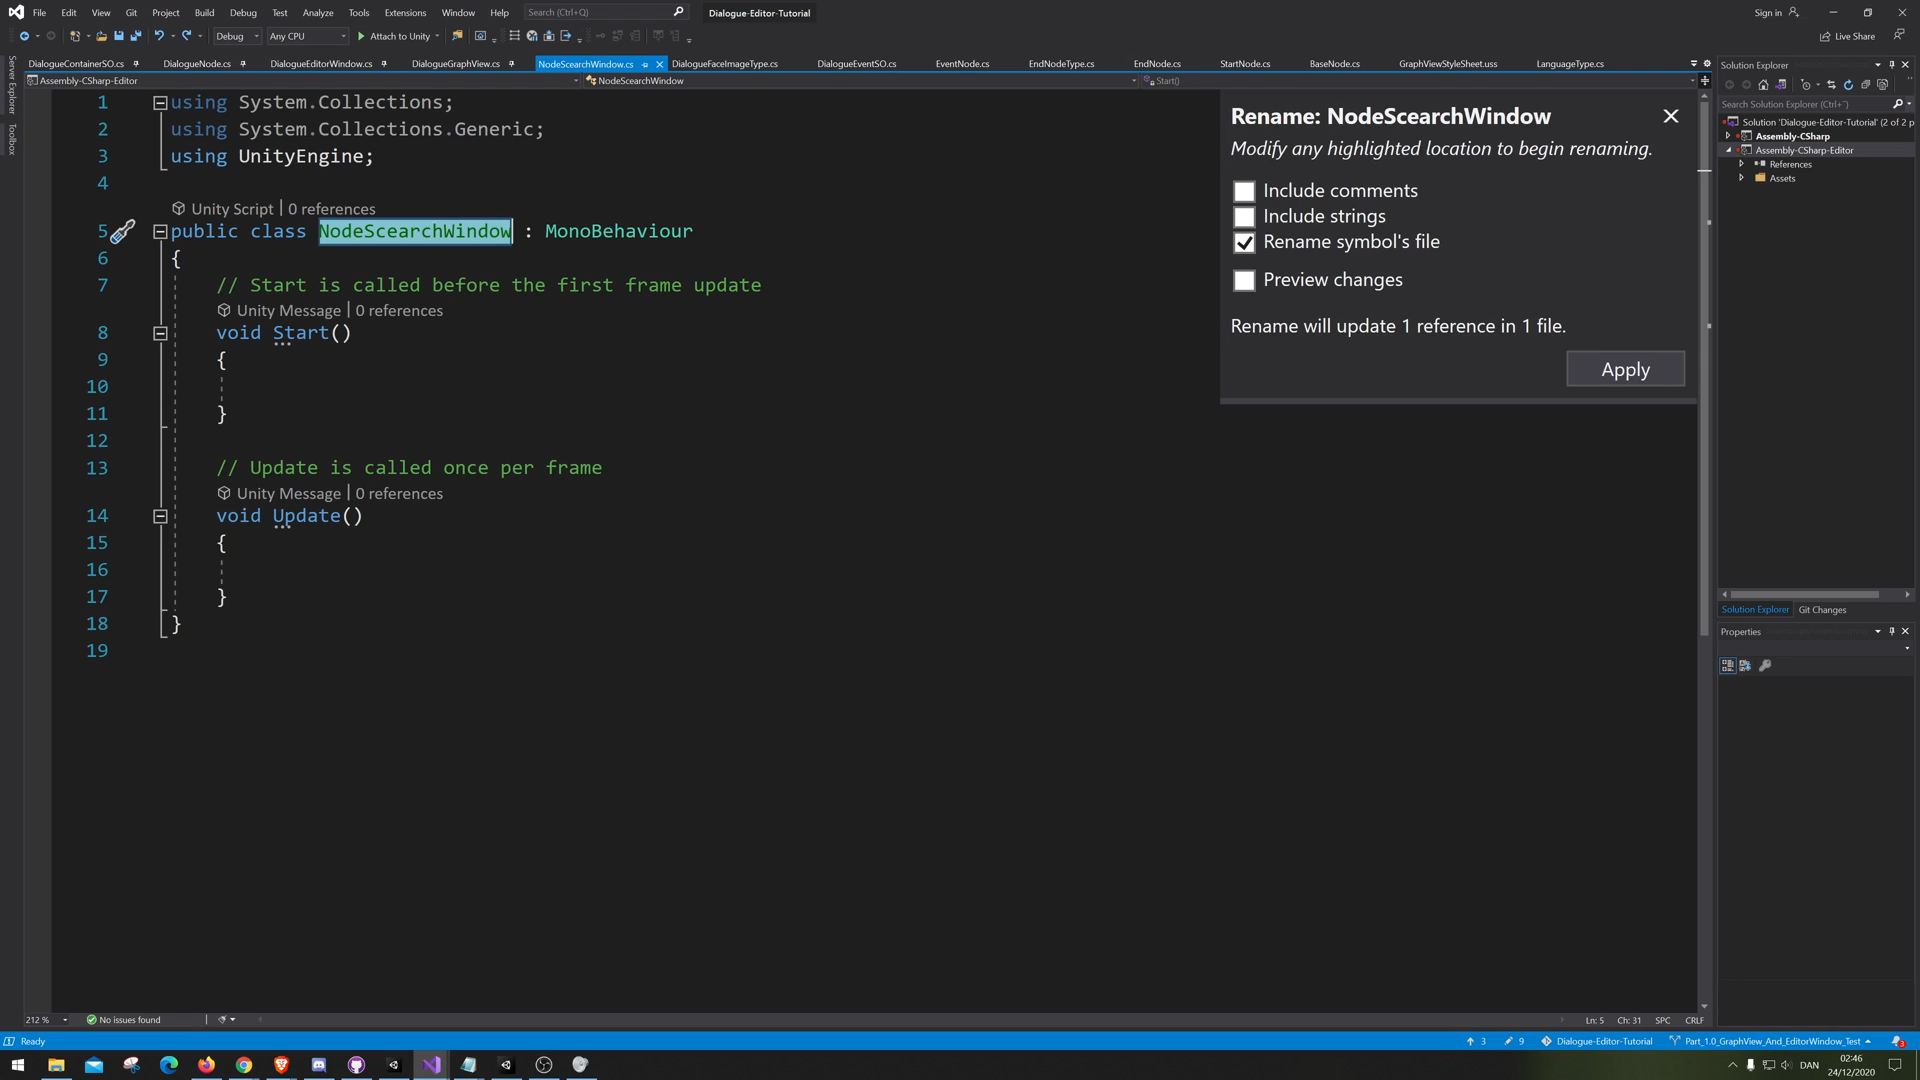 File Edit View Git Project Build Debug Test Analyze Tools Extensions Window Help Search (Ctrl+Q) Dialogue-Editor-Tutorial Sign in
Debug Any CPU Attach to Unity Live Share
DialogueContainerSO.cs DialogueNode.cs DialogueEditorWindow.cs DialogueGraphView.cs NodeScearchWindow.cs DialogueFaceImageType.cs DialogueEventSO.cs EventNode.cs EndNodeType.cs EndNode.cs StartNode.cs BaseNode.cs GraphViewStyleSheet.uss LanguageType.cs
Assembly-CSharp-Editor NodeScearchWindow Start()
Server Explorer
Toolbox
1 using System.Collections;
2 using System.Collections.Generic;
3 using UnityEngine;
4
Unity Script | 0 references
5 public class NodeScearchWindow : MonoBehaviour
6 {
7 // Start is called before the first frame update
Unity Message | 0 references
8 void Start()
9 {
10
11 }
12
13 // Update is called once per frame
Unity Message | 0 references
14 void Update()
15 {
16
17 }
18 }
19
Rename: NodeScearchWindow
Modify any highlighted location to begin renaming.
Include comments
Include strings
Rename symbol's file
Preview changes
Rename will update 1 reference in 1 file.
Apply
Solution Explorer
Search Solution Explorer (Ctrl+¨)
Solution 'Dialogue-Editor-Tutorial' (2 of 2 p
Assembly-CSharp
Assembly-CSharp-Editor
References
Assets
Solution Explorer Git Changes
Properties
212 % No issues found Ln: 5 Ch: 31 SPC CRLF
Ready 3 9 Dialogue-Editor-Tutorial Part_1.0_GraphView_And_EditorWindow_Test 3
DAN 02:46
24/12/2020